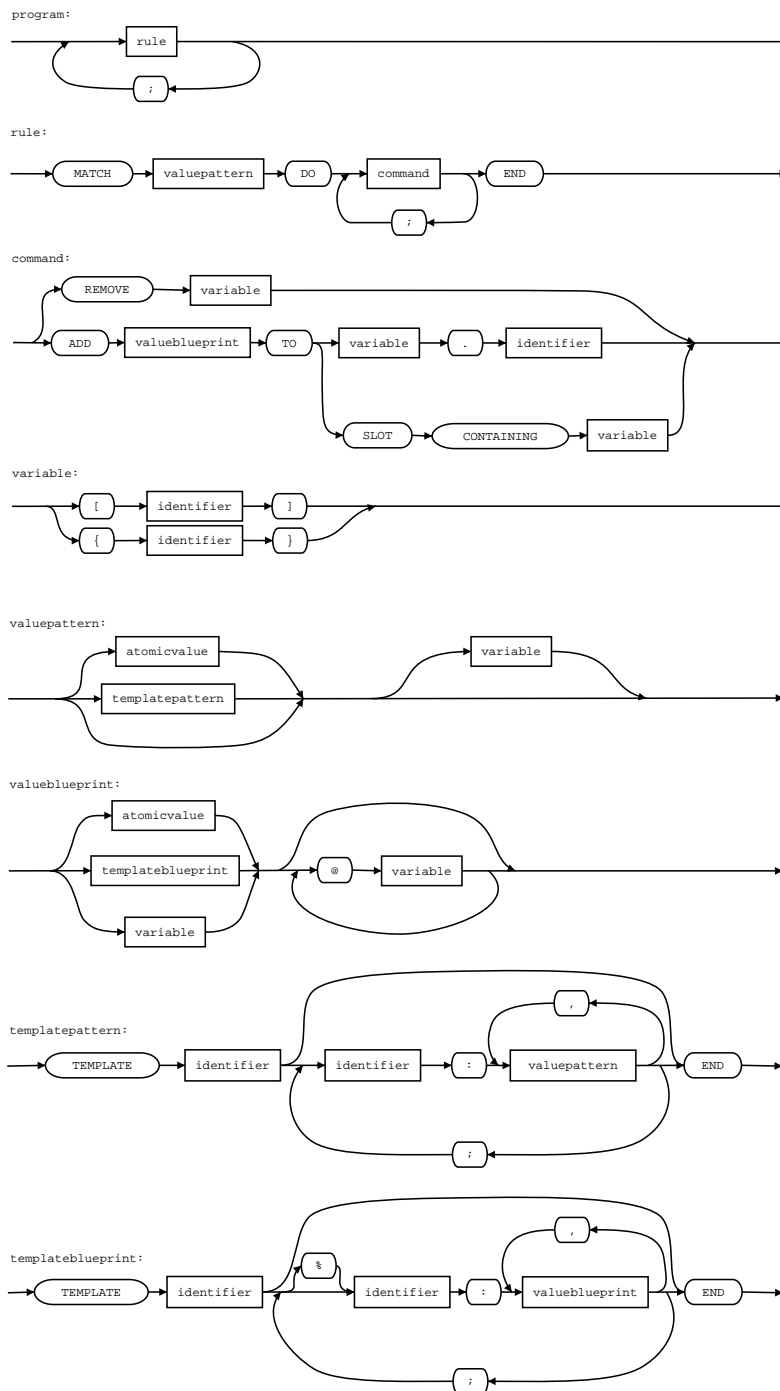 program:
rule
;
rule:
MATCH valuepattern DO command END
;
command:
REMOVE variable
ADD valueblueprint TO variable . identifier
SLOT CONTAINING variable
variable:
[ identifier ]
{ identifier }
valuepattern:
atomicvalue variable
templatepattern
valueblueprint:
atomicvalue
templateblueprint @ variable
variable
,
templatepattern:
TEMPLATE identifier identifier : valuepattern END
;
,
templateblueprint:
%
TEMPLATE identifier identifier : valueblueprint END
;